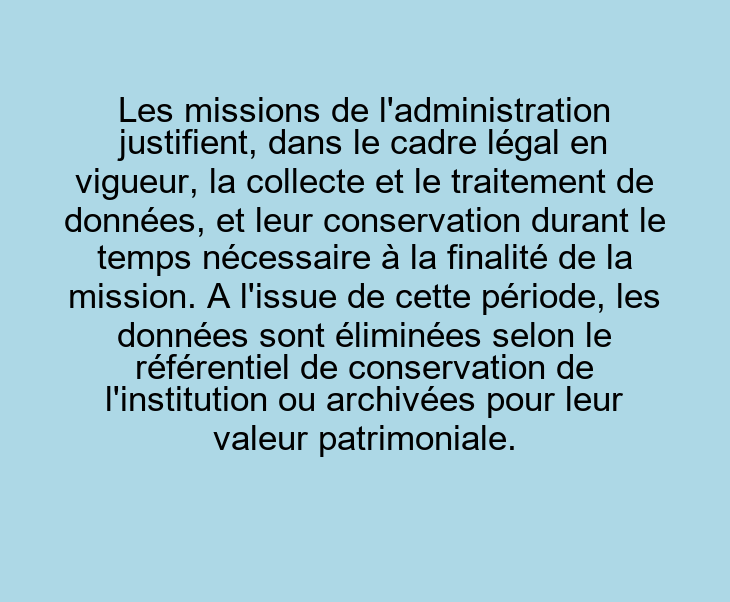 Les missions de l'administration
justifient, dans le cadre légal en
vigueur, la collecte et le traitement de
données, et leur conservation durant le
temps nécessaire à la finalité de la
mission. A l'issue de cette période, les
données sont éliminées selon le
référentiel de conservation de
l'institution ou archivées pour leur
valeur patrimoniale.